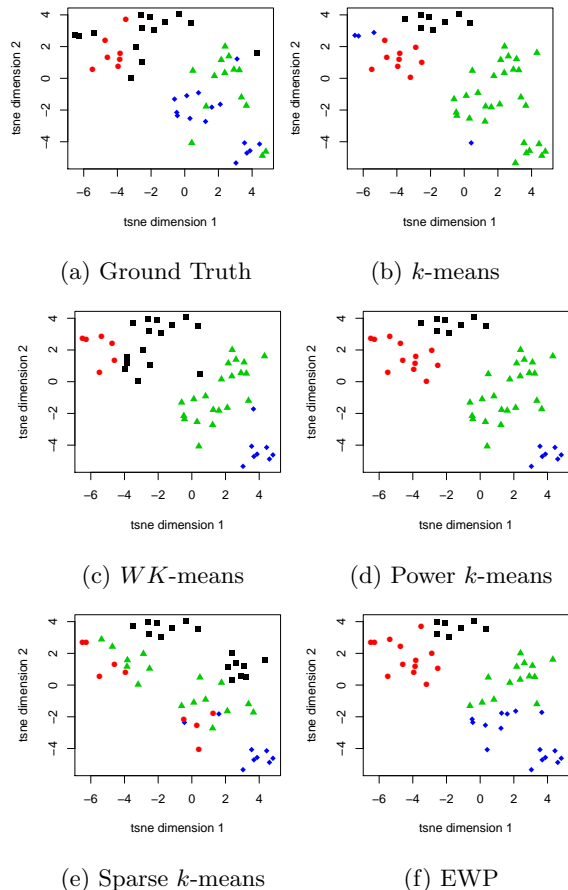 tsne dimension 2
4
2
0
−2
−4
−6 −4 −2 0 2 4
tsne dimension 1
(a) Ground Truth
tsne dimension 2
4
2
0
−2
−4
−6 −4 −2 0 2 4
tsne dimension 1
(b) k-means
tsne dimension 2
4
2
0
−2
−4
−6 −4 −2 0 2 4
tsne dimension 1
(c) WK-means
tsne dimension 2
4
2
0
−2
−4
−6 −4 −2 0 2 4
tsne dimension 1
(d) Power k-means
tsne dimension 2
4
2
0
−2
−4
−6 −4 −2 0 2 4
tsne dimension 1
(e) Sparse k-means
tsne dimension 2
4
2
0
−2
−4
−6 −4 −2 0 2 4
tsne dimension 1
(f) EWP